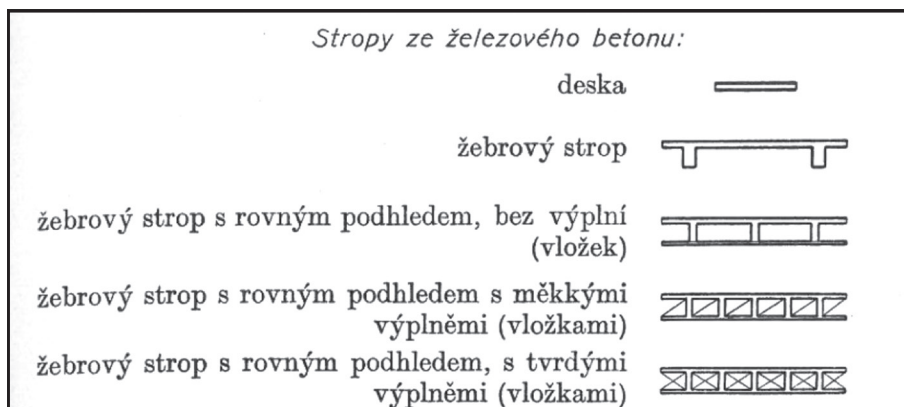 Stropy ze železového betonu:
deska
žebrový strop
žebrový strop s rovným podhledem, bez výplní
(vložek)
žebrový strop s rovným podhledem s měkkými
výplněmi (vložkami)
žebrový strop s rovným podhledem, s tvrdými
výplněmi (vložkami)